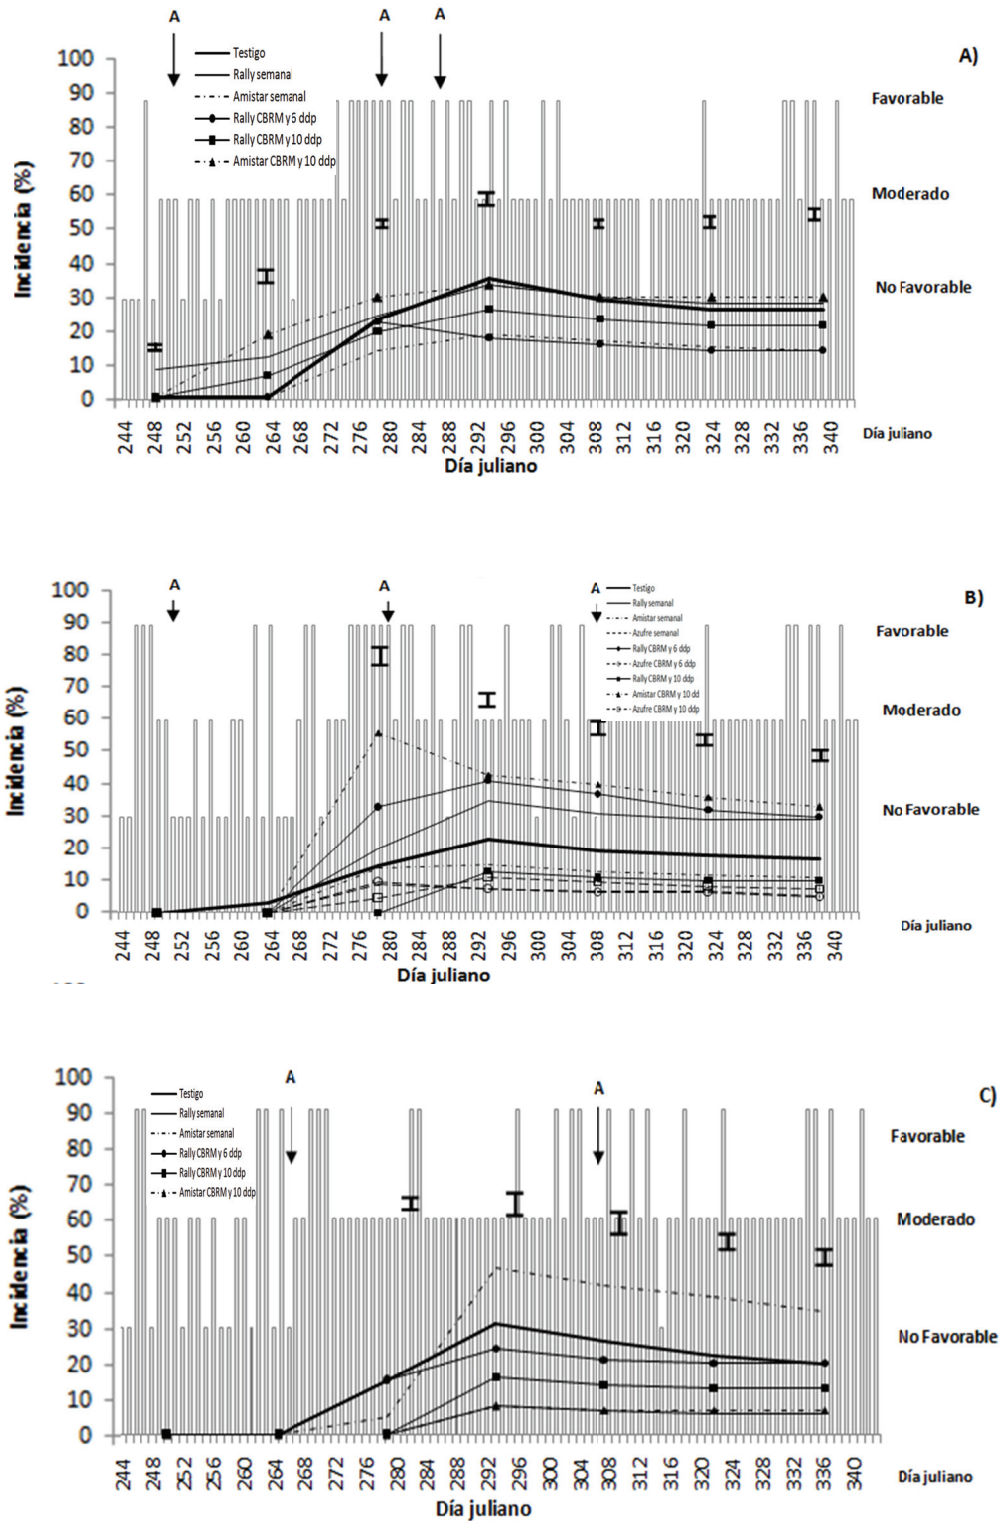 A A A
A)
Testigo
Rally semana
Amistar semanal
Rally CBRM y6 ddp
Rally CBRM y10 ddp
Amistar CBRM y 10 ddp
Incidencia (%)
100
90
80
70
60
50
40
30
20
10
0
Favorable
Moderado
No Favorable
244 248 252 256 260 264 268 272 276 280 284 288 292 296 300 304 308 312 316 320 324 328 332 336 340
Día juliano
Día juliano
A A A
B)
Testigo
Rally semanal
Amistar semanal
Azufre semanal
Rally CBRM y 6 ddp
Azufre CBRM y 6 ddp
Rally CBRM y 10 ddp
Amistar CBRM y 10 dd
Azufre CBRM y 10 ddp
Incidencia (%)
100
90
80
70
60
50
40
30
20
10
0
Favorable
Moderado
No Favorable
244 248 252 256 260 264 268 272 276 280 284 288 292 296 300 304 308 312 316 320 324 328 332 336 340
Día juliano
Día juliano
A A
C)
Testigo
Rally semanal
Amistar semanal
Rally CBRM y 6 ddp
Rally CBRM y 10 ddp
Amistar CBRM y 10 ddp
Incidencia (%)
100
90
80
70
60
50
40
30
20
10
0
Favorable
Moderado
No Favorable
244 248 252 256 260 264 268 272 276 280 284 288 292 296 300 304 308 312 316 320 324 328 332 336 340
Día juliano
Día juliano